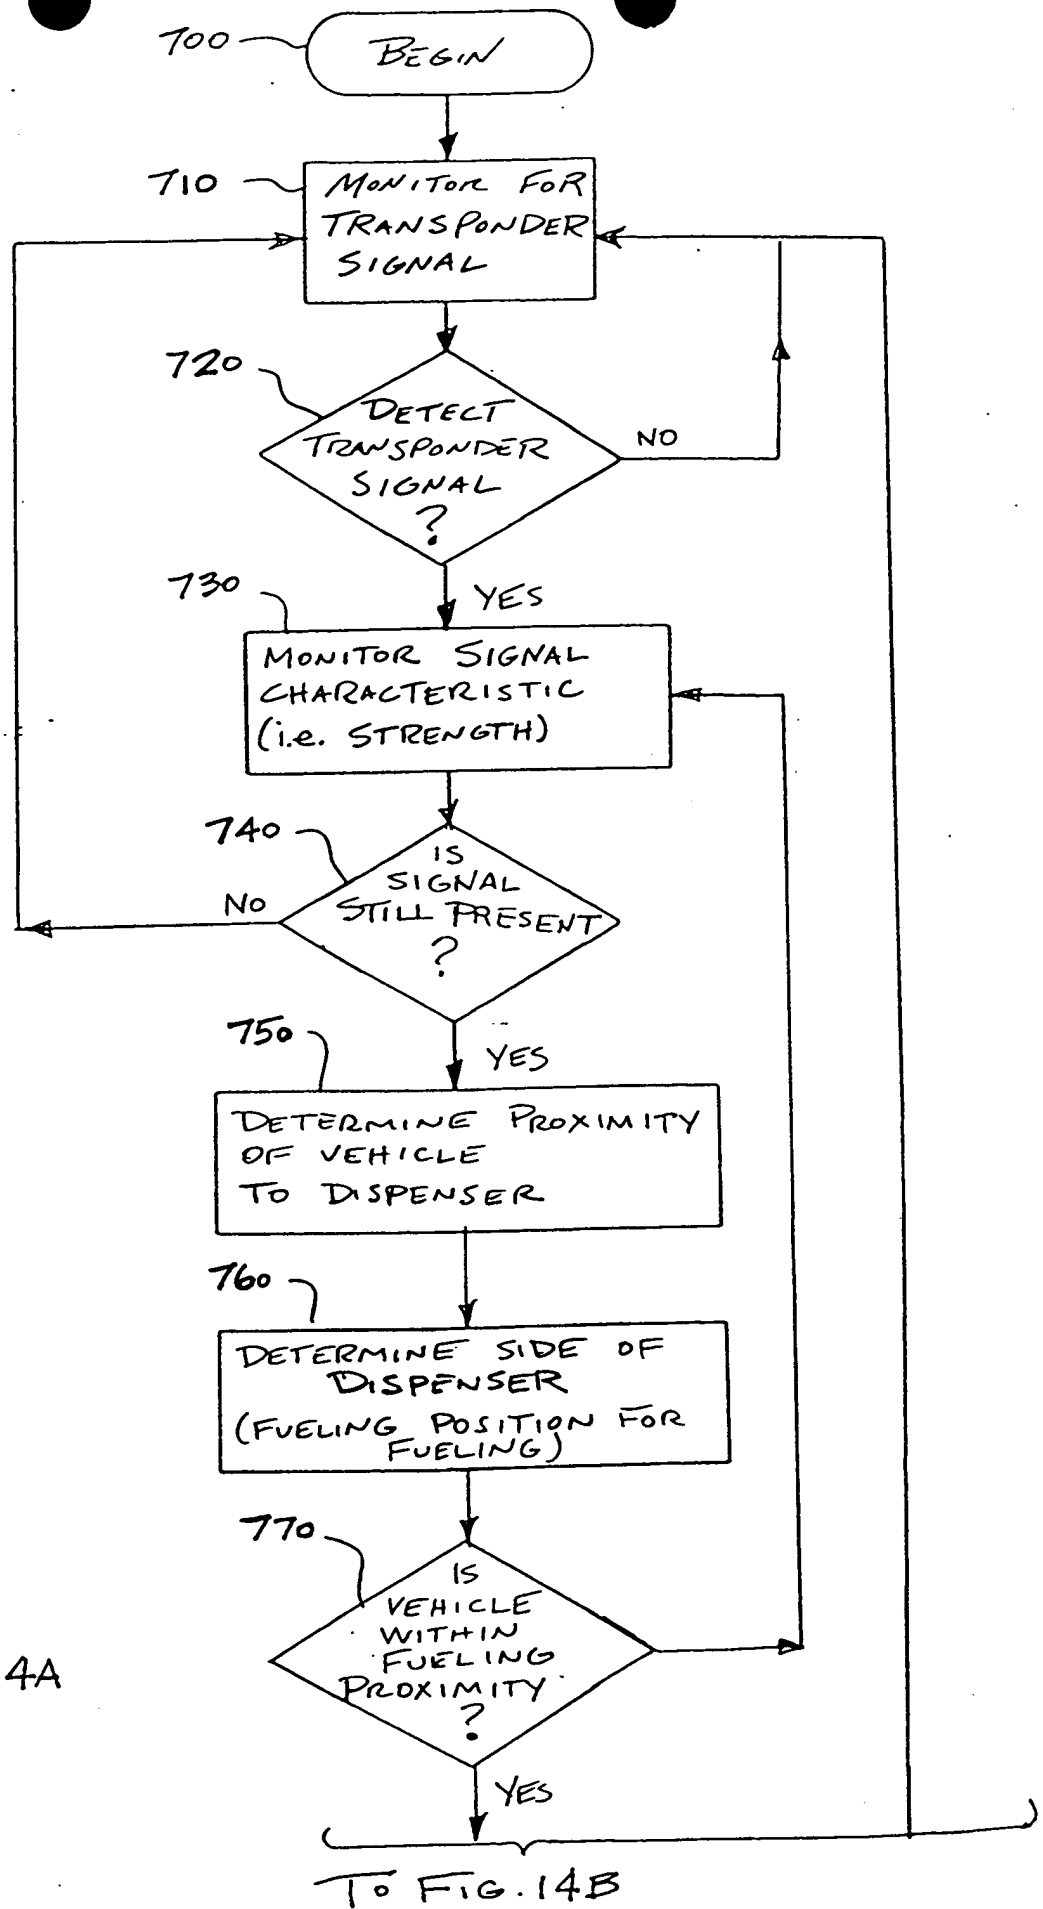 700
BEGIN
710
MONITOR FOR
TRANSPONDER
SIGNAL
720
DETECT
TRANSPONDER
SIGNAL
?
NO
YES
730
MONITOR SIGNAL
CHARACTERISTIC
(i.e. STRENGTH)
740
IS
SIGNAL
STILL PRESENT
?
NO
YES
750
DETERMINE PROXIMITY
OF VEHICLE
TO DISPENSER
760
DETERMINE SIDE OF
DISPENSER
(FUELING POSITION FOR
FUELING)
770
IS
VEHICLE
WITHIN
FUELING
PROXIMITY
?
4A
YES
TO FIG. 14B